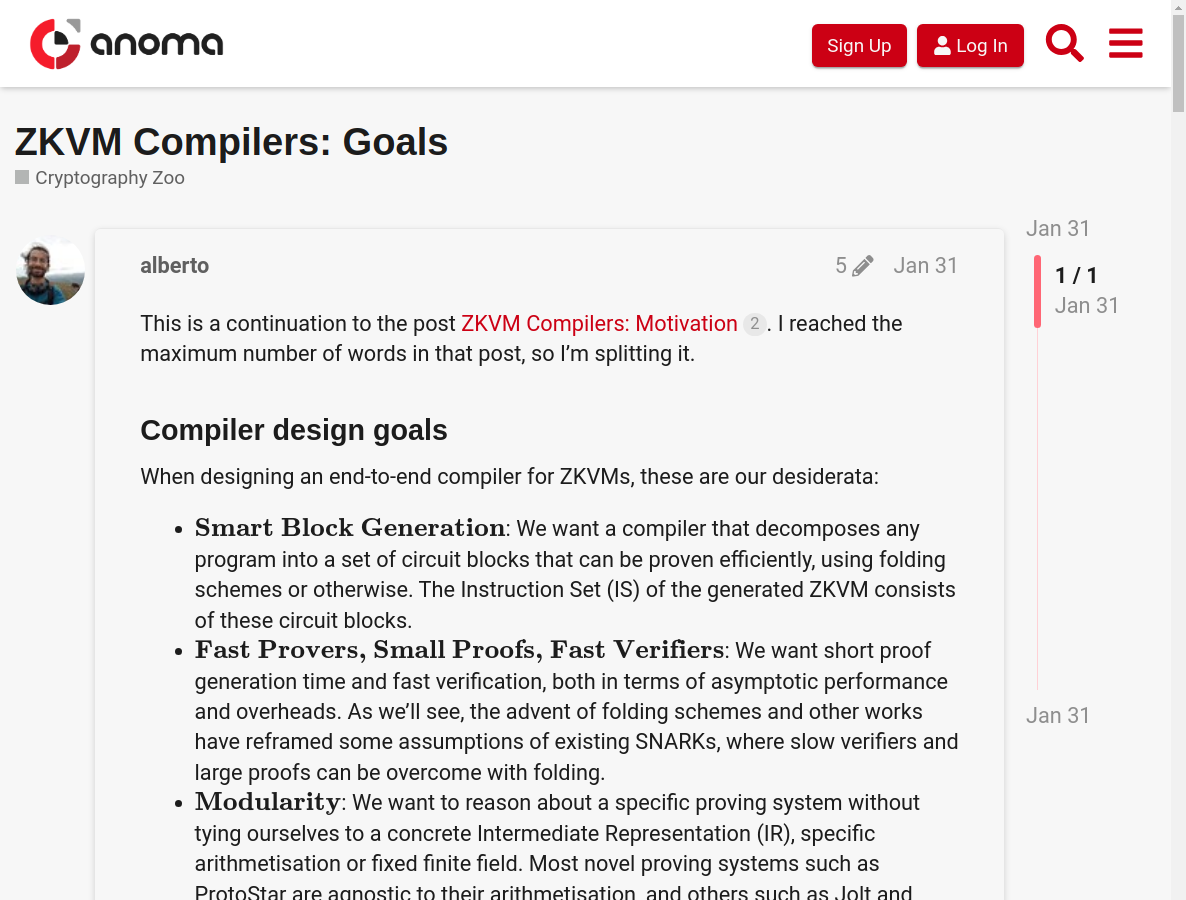 anoma
Sign Up
Log In
ZKVM Compilers: Goals
Cryptography Zoo
Jan 31
alberto
5
Jan 31
1 / 1
Jan 31
This is a continuation to the post ZKVM Compilers: Motivation 2. I reached the
maximum number of words in that post, so I’m splitting it.
Compiler design goals
When designing an end-to-end compiler for ZKVMs, these are our desiderata:
• Smart Block Generation: We want a compiler that decomposes any
program into a set of circuit blocks that can be proven efficiently, using folding
schemes or otherwise. The Instruction Set (IS) of the generated ZKVM consists
of these circuit blocks.
• Fast Provers, Small Proofs, Fast Verifiers: We want short proof
generation time and fast verification, both in terms of asymptotic performance
and overheads. As we’ll see, the advent of folding schemes and other works
have reframed some assumptions of existing SNARKs, where slow verifiers and
large proofs can be overcome with folding.
Jan 31
• Modularity: We want to reason about a specific proving system without
tying ourselves to a concrete Intermediate Representation (IR), specific
arithmetisation or fixed finite field. Most novel proving systems such as
ProtoStar are agnostic to their arithmetisation, and others such as Jolt and